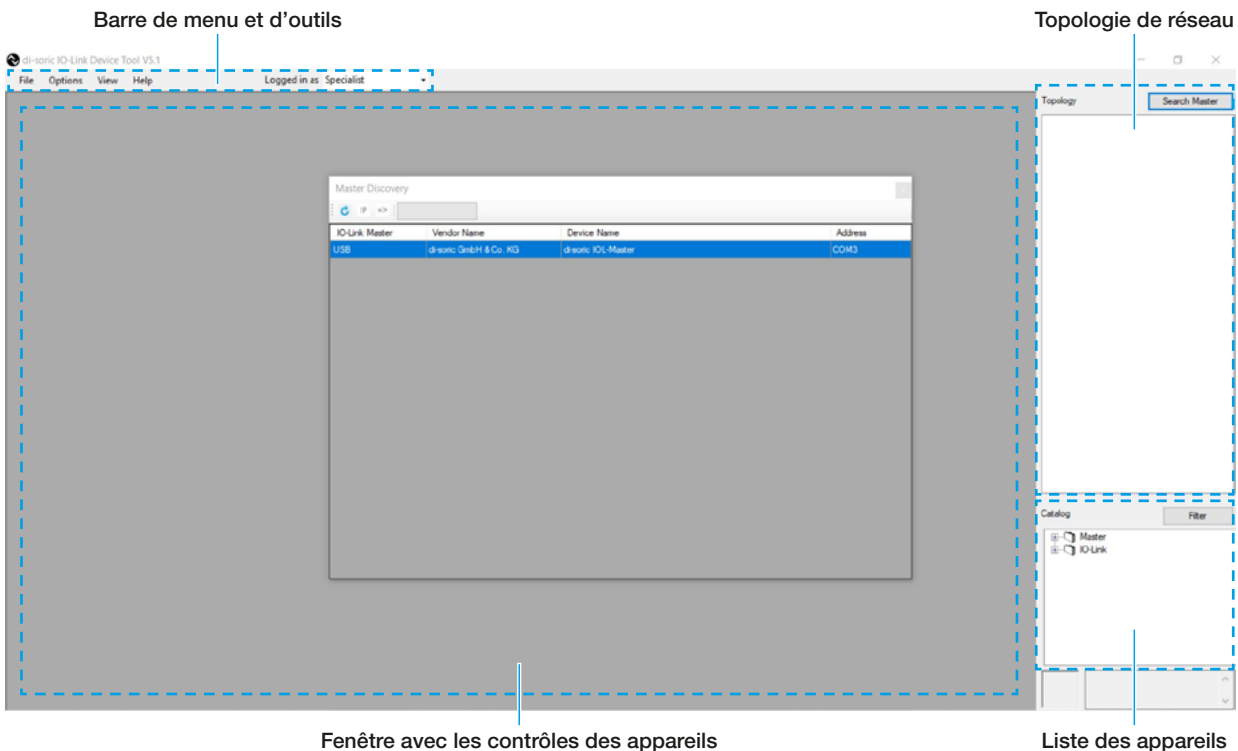 Barre de menu et d’outils
Topologie de réseau
di-soric IO-Link Device Tool V5.1
File Options View Help Logged in as Specialist
Topology Search Master
Master Discovery
IP
IO-Link Master Vendor Name Device Name Address
USB di-soric GmbH & Co. KG di-soric IOL-Master COM3
Catalog Filter
Master
IO-Link
Fenêtre avec les contrôles des appareils
Liste des appareils